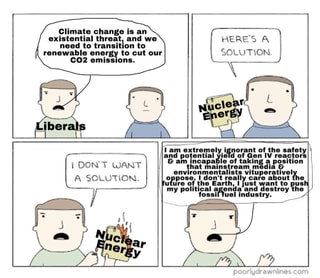 Climate change is an
existential threat, and we
need to transition to
renewable energy to cut our
CO2 emissions.
Liberals
HERE'S A
SOLUTION.
Nuclear
Energy
I DON'T WANT
A SOLUTION.
Nuclear
Energy
I am extremely ignorant of the safety
and potential yield of Gen IV reactors
& am incapable of taking a position
that mainstream media &
environmentalists vituperatively
oppose. I don't really care about the
future of the Earth, I just want to push
my political agenda and destroy the
fossil fuel industry.
poorlydrawnlines.com